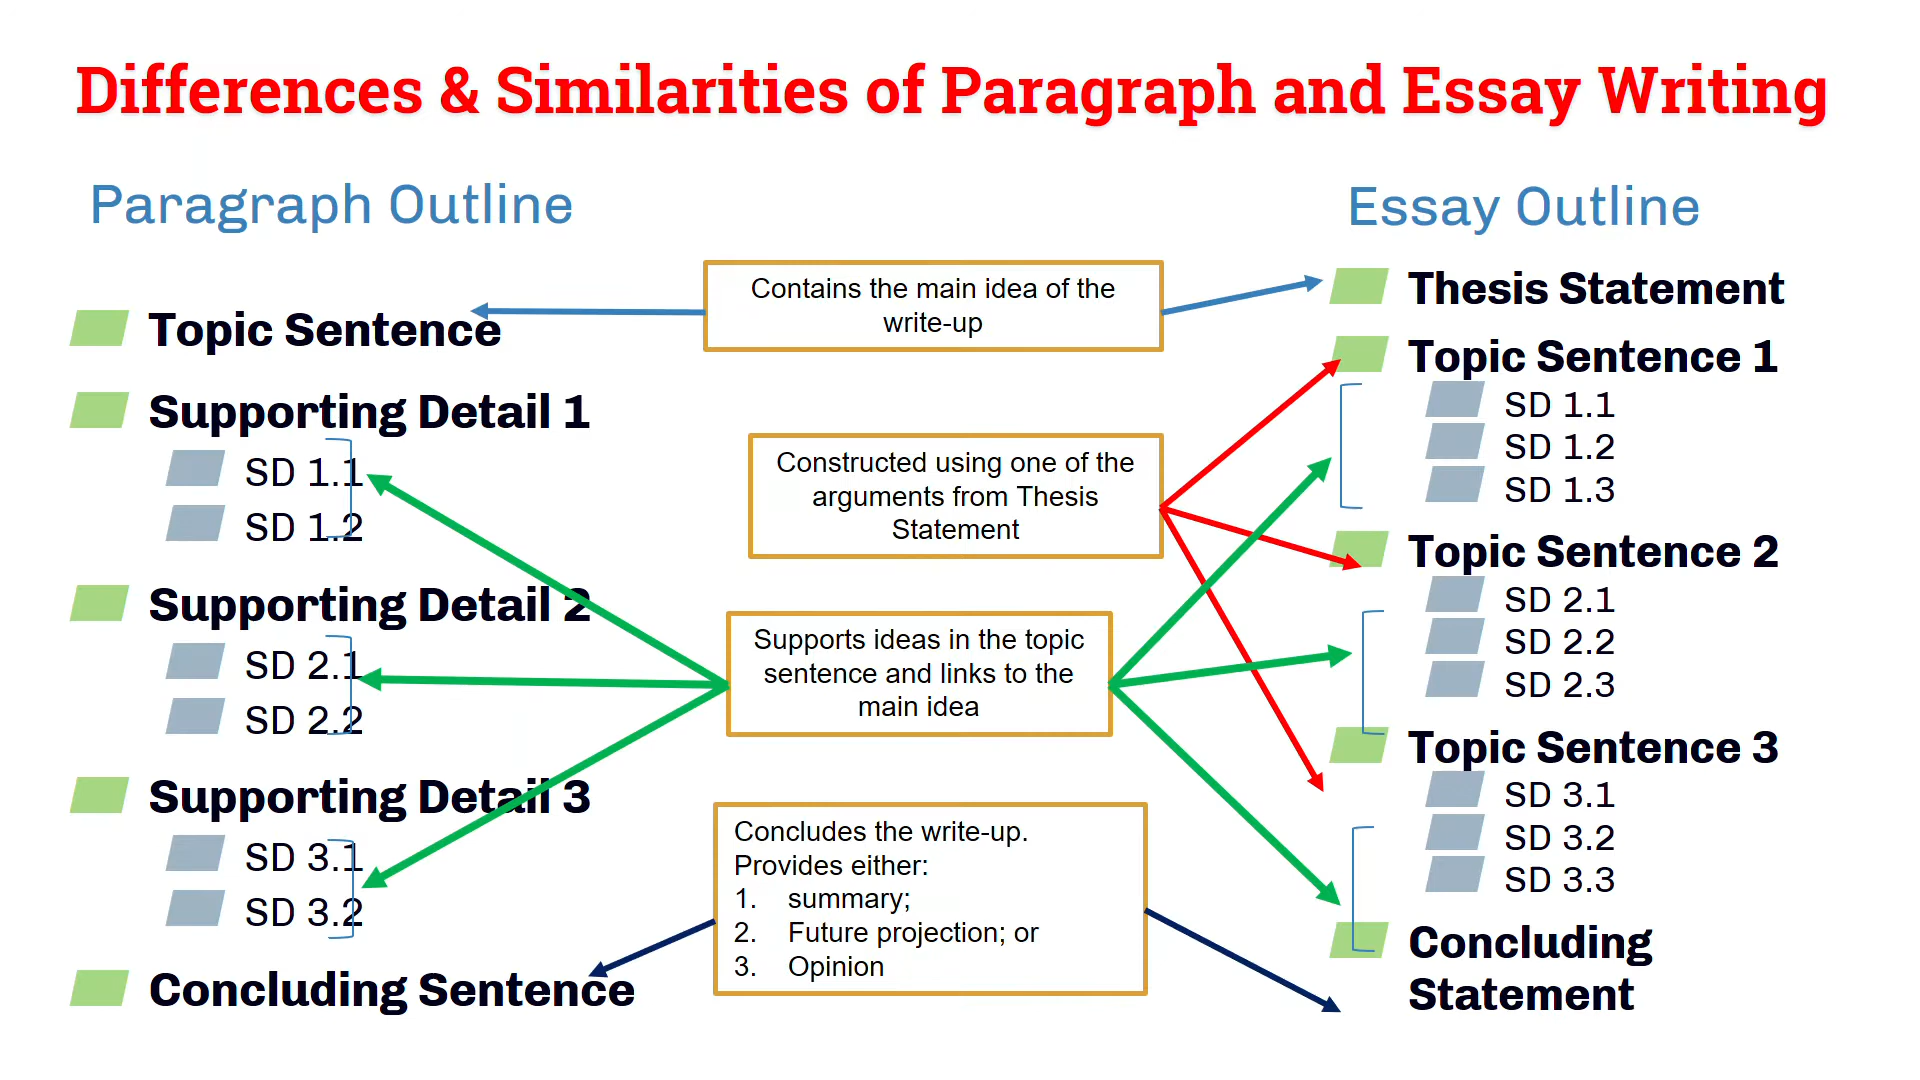 Differences & Similarities of Paragraph and Essay Writing
Paragraph Outline
Topic Sentence
Supporting Detail 1
SD 1.1
SD 1.2
Supporting Detail 2
SD 2.1
SD 2.2
Supporting Detail 3
SD 3.1
SD 3.2
Concluding Sentence
Contains the main idea of the
write-up
Constructed using one of the
arguments from Thesis
Statement
Supports ideas in the topic
sentence and links to the
main idea
Concludes the write-up.
Provides either:
1. summary;
2. Future projection; or
3. Opinion
Essay Outline
Thesis Statement
Topic Sentence 1
SD 1.1
SD 1.2
SD 1.3
Topic Sentence 2
SD 2.1
SD 2.2
SD 2.3
Topic Sentence 3
SD 3.1
SD 3.2
SD 3.3
Concluding
Statement